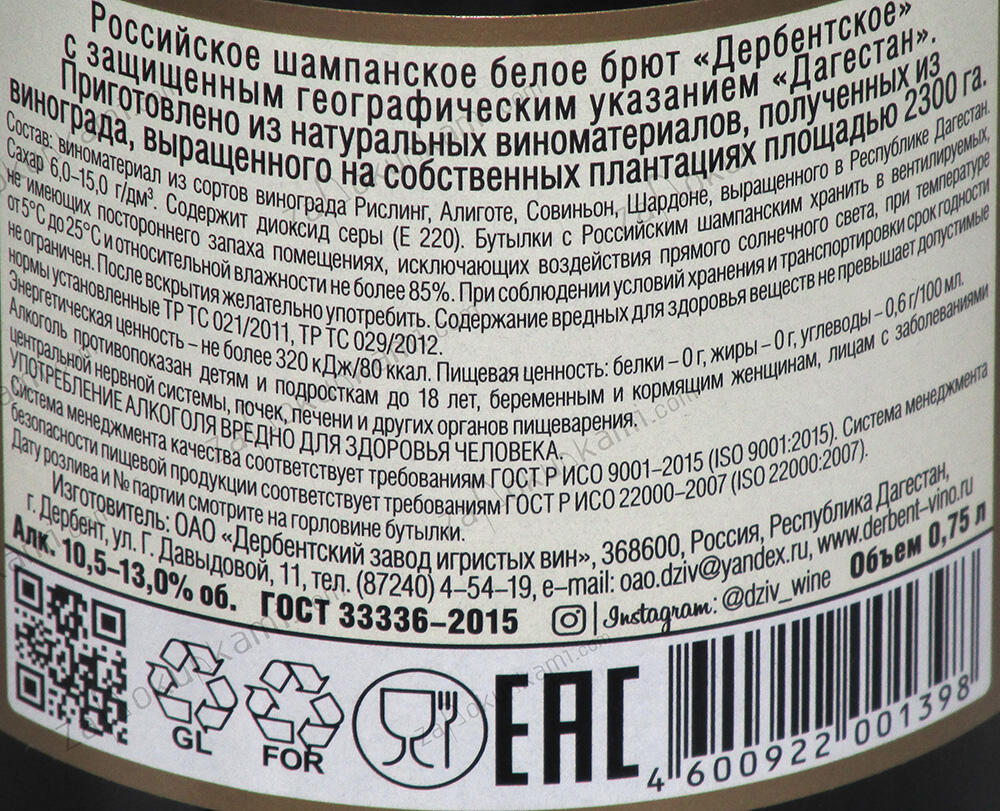 Российское шампанское белое брют «Дербентское»
с защищенным географическим указанием «Дагестан».
Приготовлено из натуральных виноматериалов, полученных из
винограда, выращенного на собственных плантациях площадью 2300 га.
Состав: виноматериал из сортов винограда Рислинг, Алиготе, Совиньон, Шардоне, выращенного в Республике Дагестан.
Сахар 6,0–15,0 г/дм³. Содержит диоксид серы (Е 220). Бутылки с Российским шампанским хранить в вентилируемых,
не имеющих постороннего запаха помещениях, исключающих воздействия прямого солнечного света, при температуре
от 5°С до 25°С и относительной влажности не более 85%. При соблюдении условий хранения и транспортировки срок годности
не ограничен. После вскрытия желательно употребить. Содержание вредных для здоровья веществ не превышает допустимые
нормы установленные ТР ТС 021/2011, ТР ТС 029/2012.
Энергетическая ценность – не более 320 кДж/80 ккал. Пищевая ценность: белки – 0 г, жиры – 0 г, углеводы – 0,6 г/100 мл.
Алкоголь противопоказан детям и подросткам до 18 лет, беременным и кормящим женщинам, лицам с заболеваниями
центральной нервной системы, почек, печени и других органов пищеварения.
УПОТРЕБЛЕНИЕ АЛКОГОЛЯ ВРЕДНО ДЛЯ ЗДОРОВЬЯ ЧЕЛОВЕКА.
Система менеджмента качества соответствует требованиям ГОСТ Р ИСО 9001–2015 (ISO 9001:2015). Система менеджмента
безопасности пищевой продукции соответствует требованиям ГОСТ Р ИСО 22000–2007 (ISO 22000:2007).
Дату розлива и № партии смотрите на горловине бутылки.
Изготовитель: ОАО «Дербентский завод игристых вин», 368600, Россия, Республика Дагестан,
г. Дербент, ул. Г. Давыдовой, 11, тел. (87240) 4–54–19, e–mail: oao.dziv@yandex.ru, www.derbent-vino.ru
Алк. 10,5–13,0% об. ГОСТ 33336–2015 Instagram: @dziv_wine Объем 0,75 л
GL
FOR
EAC
4 600922 001398
zapokupkami.com